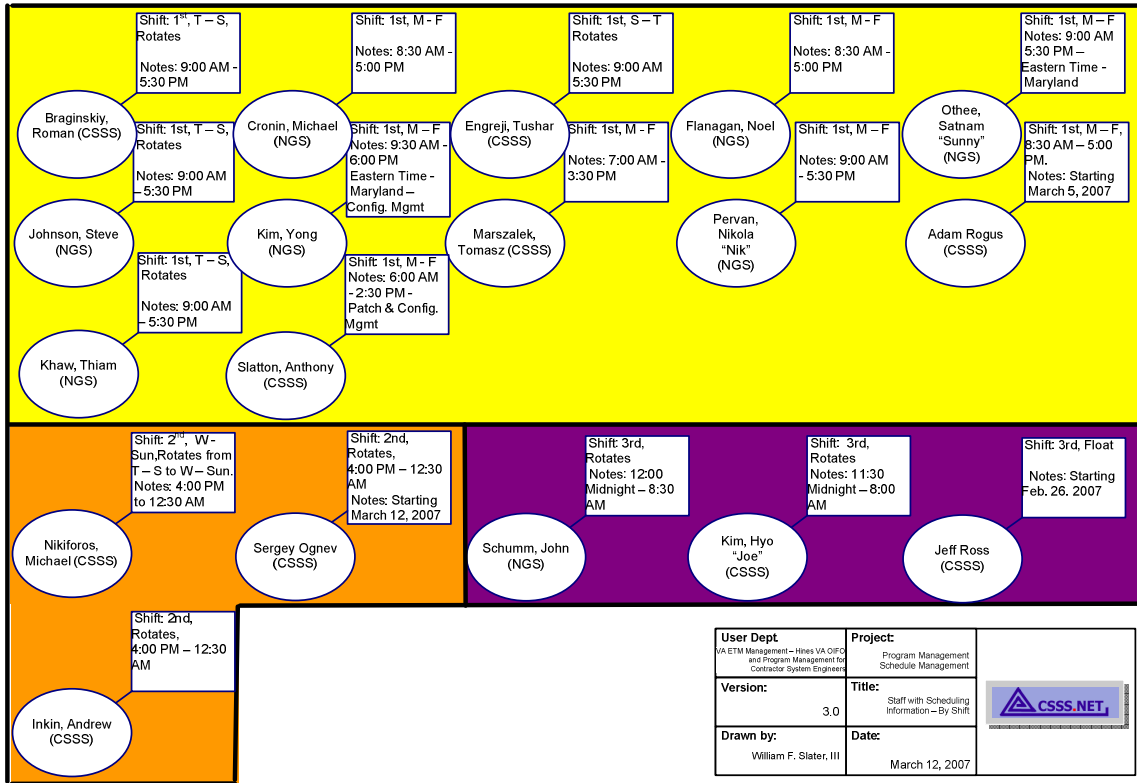 Shift: 1st, T – S,
Rotates
Notes: 9:00 AM -
5:30 PM
Braginskiy,
Roman (CSSS)
Shift: 1st, M - F
Notes: 8:30 AM -
5:00 PM
Cronin, Michael
(NGS)
Shift: 1st, S – T
Rotates
Notes: 9:00 AM
5:30 PM
Engreji, Tushar
(CSSS)
Shift: 1st, M - F
Notes: 8:30 AM -
5:00 PM
Flanagan, Noel
(NGS)
Shift: 1st, M – F
Notes: 9:00 AM
5:30 PM –
Eastern Time -
Maryland
Othee,
Satnam
“Sunny”
(NGS)
Shift: 1st, T – S,
Rotates
Notes: 9:00 AM
– 5:30 PM
Johnson, Steve
(NGS)
Shift: 1st, M – F
Notes: 9:30 AM -
6:00 PM
Eastern Time -
Maryland –
Config. Mgmt
Kim, Yong
(NGS)
Shift: 1st, M - F
Notes: 7:00 AM -
3:30 PM
Marszalek,
Tomasz (CSSS)
Shift: 1st, M – F
Notes: 9:00 AM
- 5:30 PM
Pervan,
Nikola
“Nik”
(NGS)
Shift: 1st, M – F,
8:30 AM – 5:00
PM.
Notes: Starting
March 5, 2007
Adam Rogus
(CSSS)
Shift: 1st, T – S,
Rotates
Notes: 9:00 AM
– 5:30 PM
Khaw, Thiam
(NGS)
Shift: 1st, M - F
Notes: 6:00 AM
- 2:30 PM -
Patch & Config.
Mgmt
Slatton, Anthony
(CSSS)
Shift: 2nd, W -
Sun,Rotates from
T – S to W – Sun.
Notes: 4:00 PM
to 12:30 AM
Nikiforos,
Michael (CSSS)
Shift: 2nd,
Rotates,
4:00 PM – 12:30
AM
Notes: Starting
March 12, 2007
Sergey Ognev
(CSSS)
Shift: 3rd,
Rotates
Notes: 12:00
Midnight – 8:30
AM
Schumm, John
(NGS)
Shift: 3rd,
Rotates
Notes: 11:30
Midnight – 8:00
AM
Kim, Hyo
“Joe”
(CSSS)
Shift: 3rd, Float
Notes: Starting
Feb. 26. 2007
Jeff Ross
(CSSS)
Shift: 2nd,
Rotates,
4:00 PM – 12:30
AM
Inkin, Andrew
(CSSS)
User Dept.
VA ETM Management – Hines VA OIFO
and Program Management for
Contractor System Engineers
Project:
Program Management
Schedule Management
Version:
3.0
Title:
Staff with Scheduling
Information – By Shift
Drawn by:
William F. Slater, III
Date:
March 12, 2007
CSSS.NET